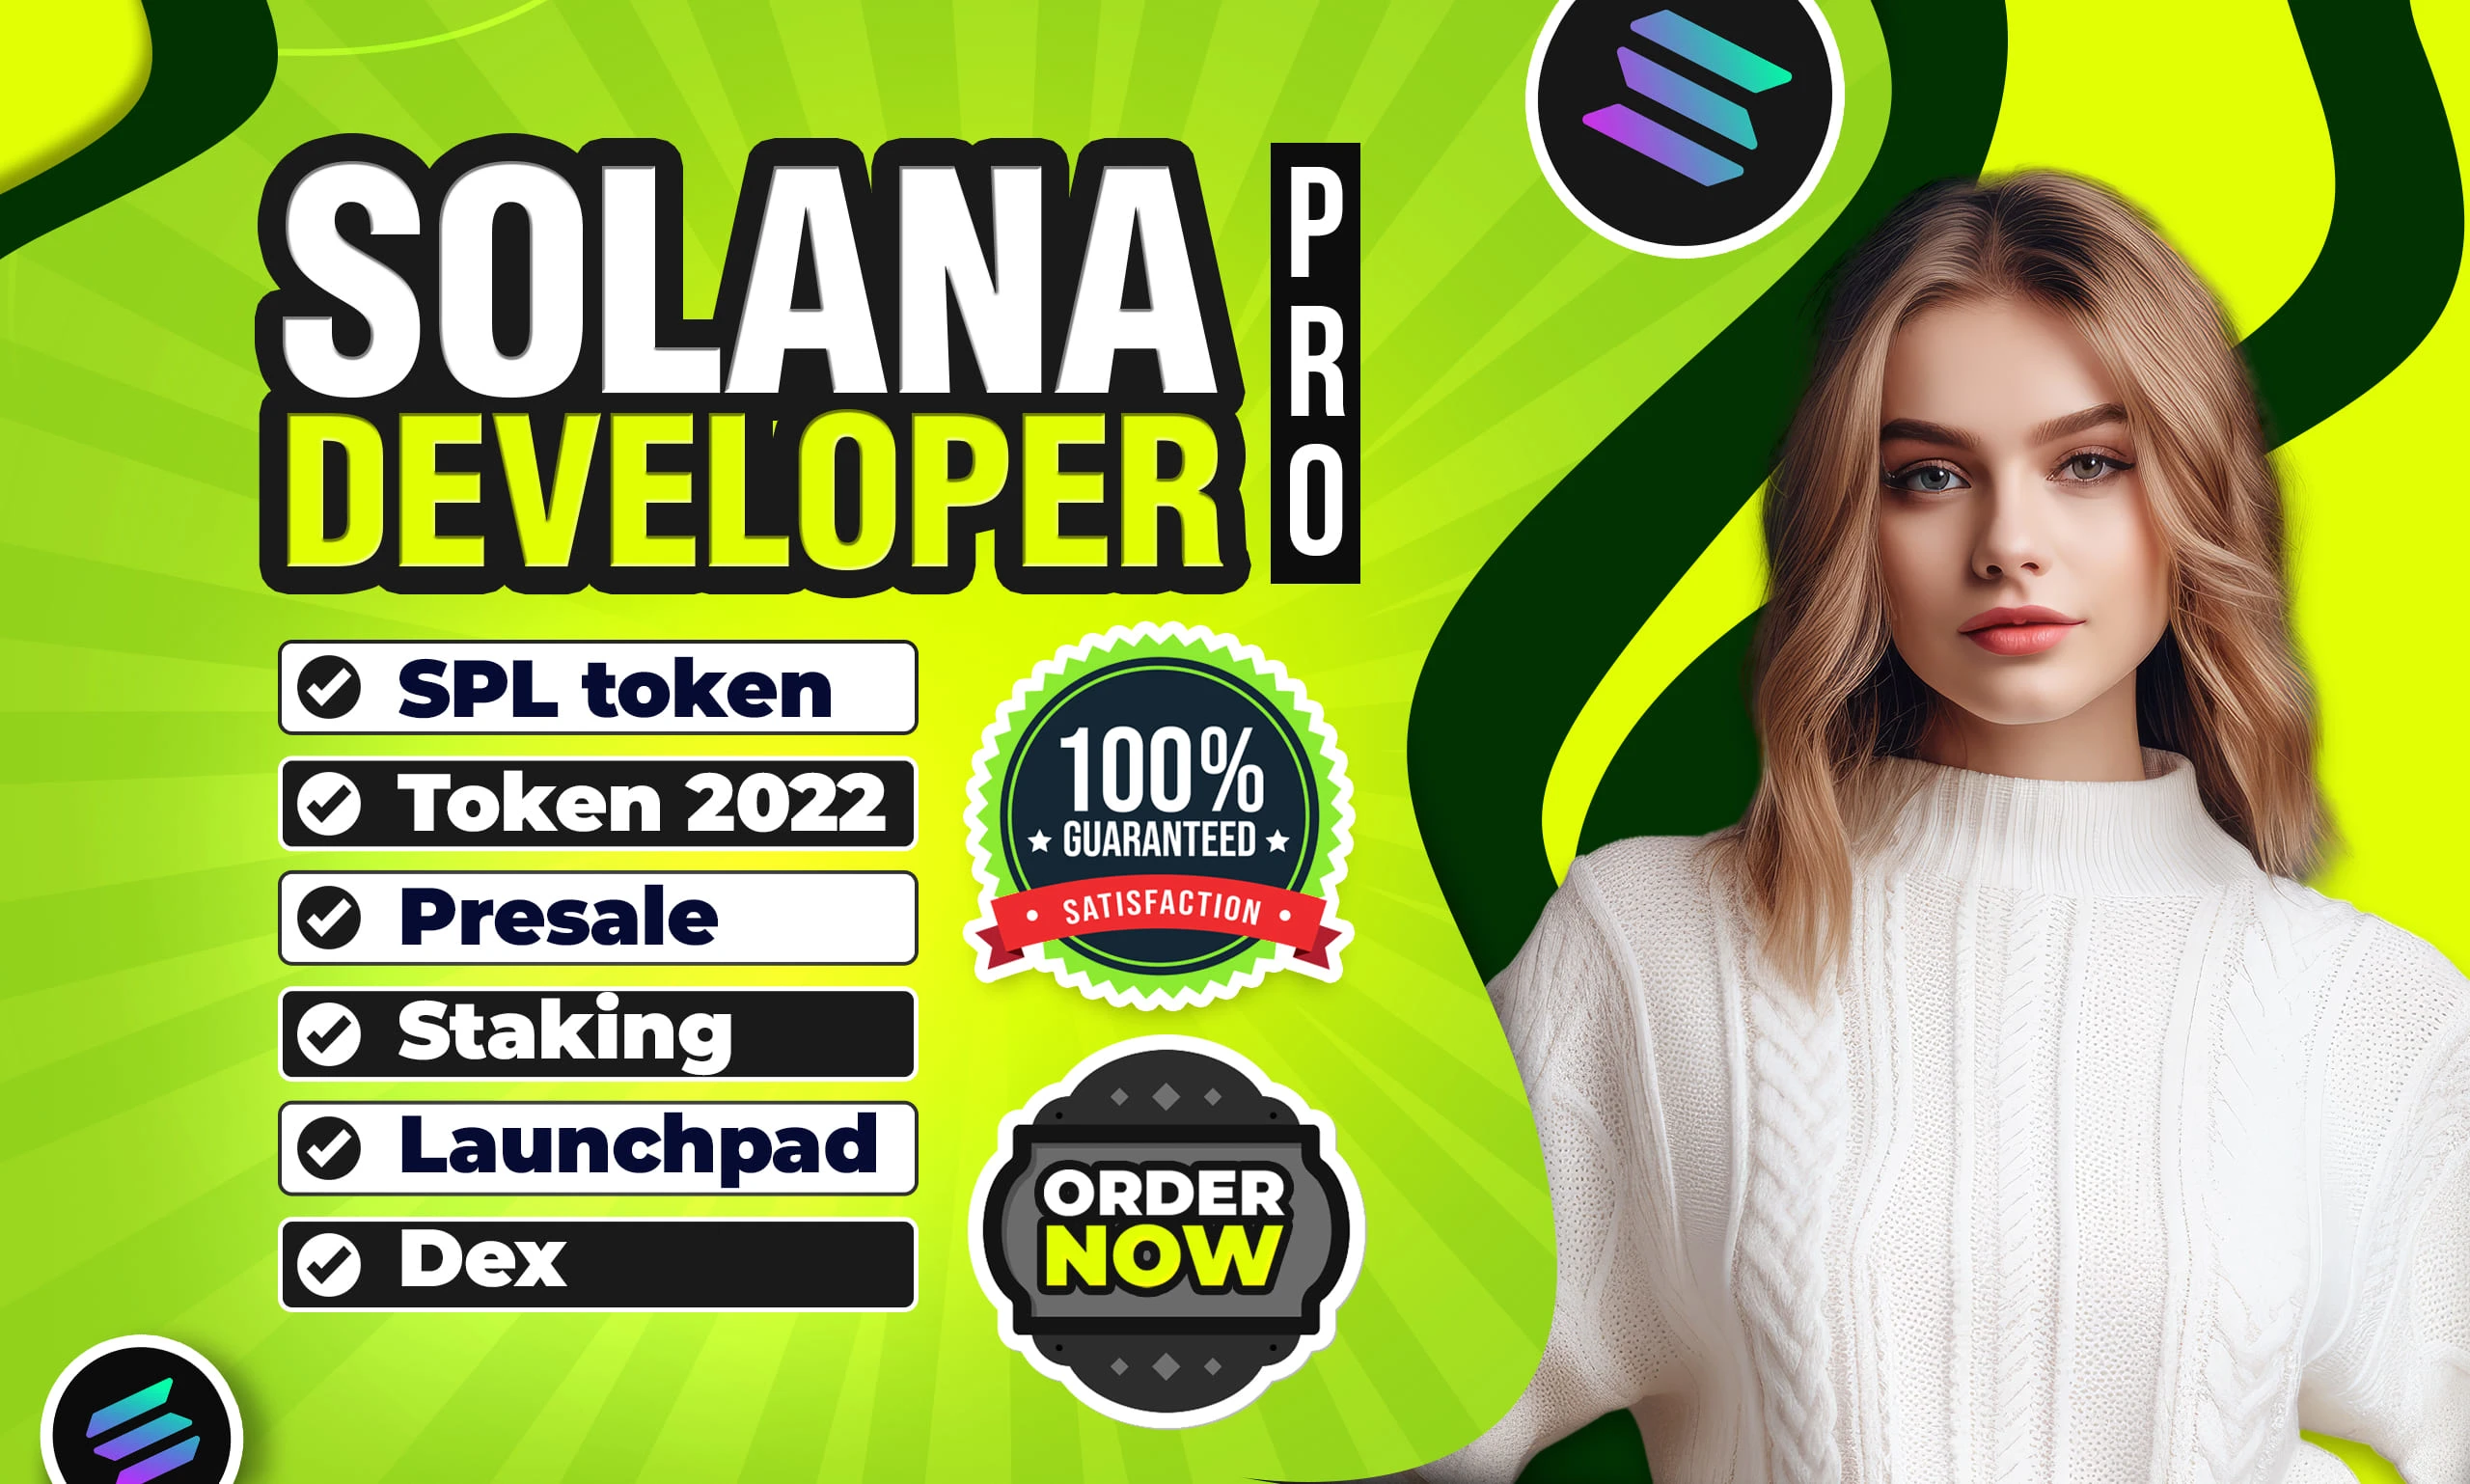 SOLANA
DEVELOPER
PRO
SPL token
Token 2022
Presale
Staking
Launchpad
Dex
100%
GUARANTEED
SATISFACTION
ORDER
NOW